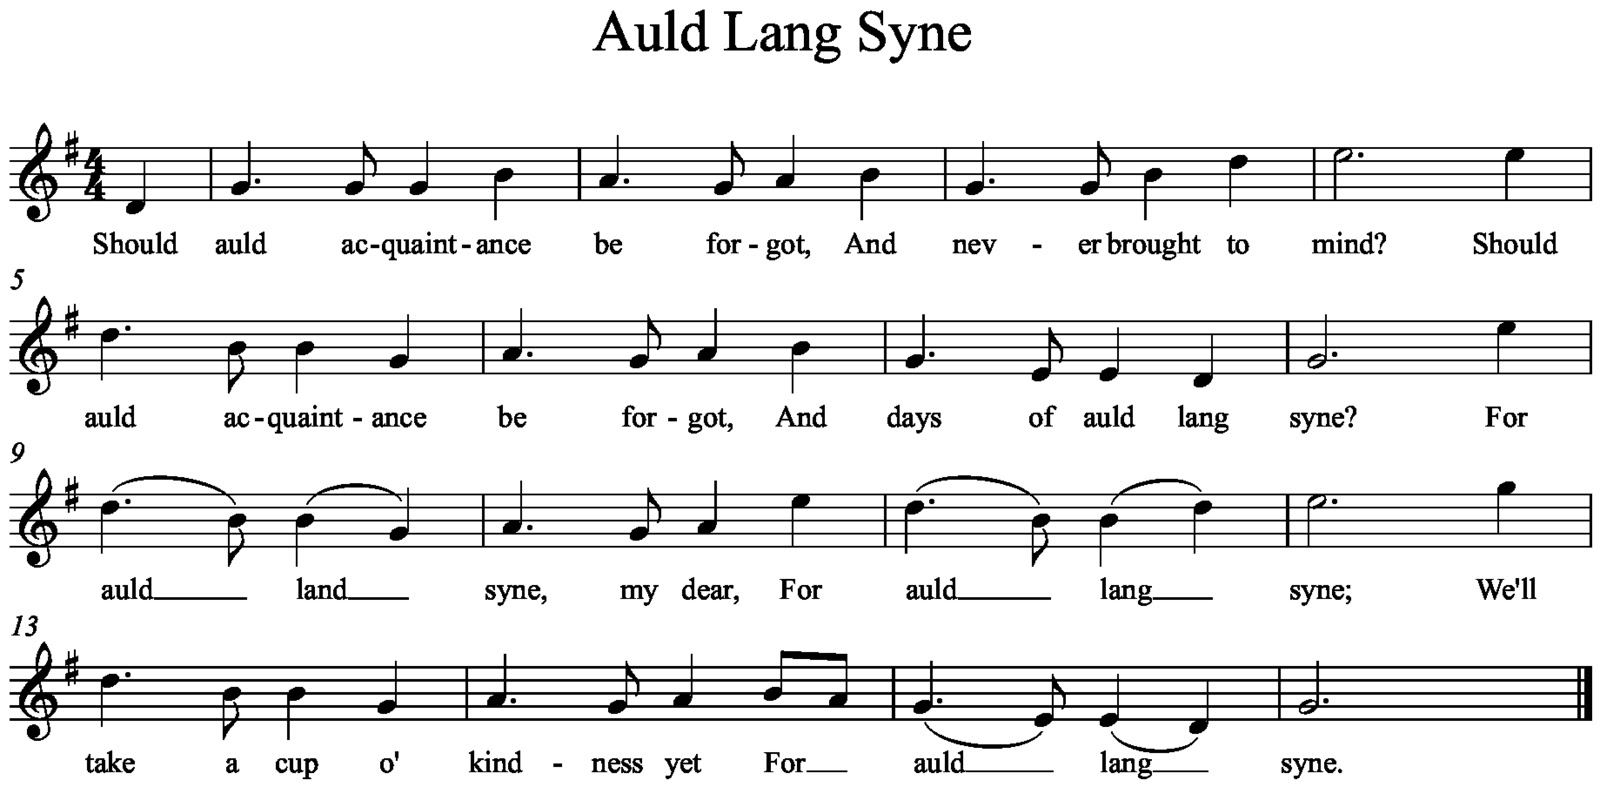 Auld Lang Syne
4
4
Should auld ac-quaint-ance be for-got, And nev - er brought to mind? Should
5
auld ac-quaint - ance be for - got, And days of auld lang syne? For
9
auld land syne, my dear, For auld lang syne; We'll
13
take a cup o' kind - ness yet For auld lang syne.